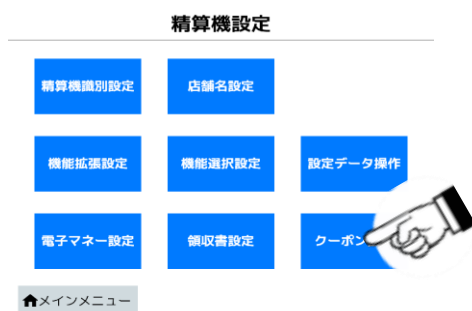 精算機設定
精算機識別設定
店舗名設定
機能拡張設定
機能選択設定
設定データ操作
電子マネー設定
領収書設定
クーポン
メインメニュー